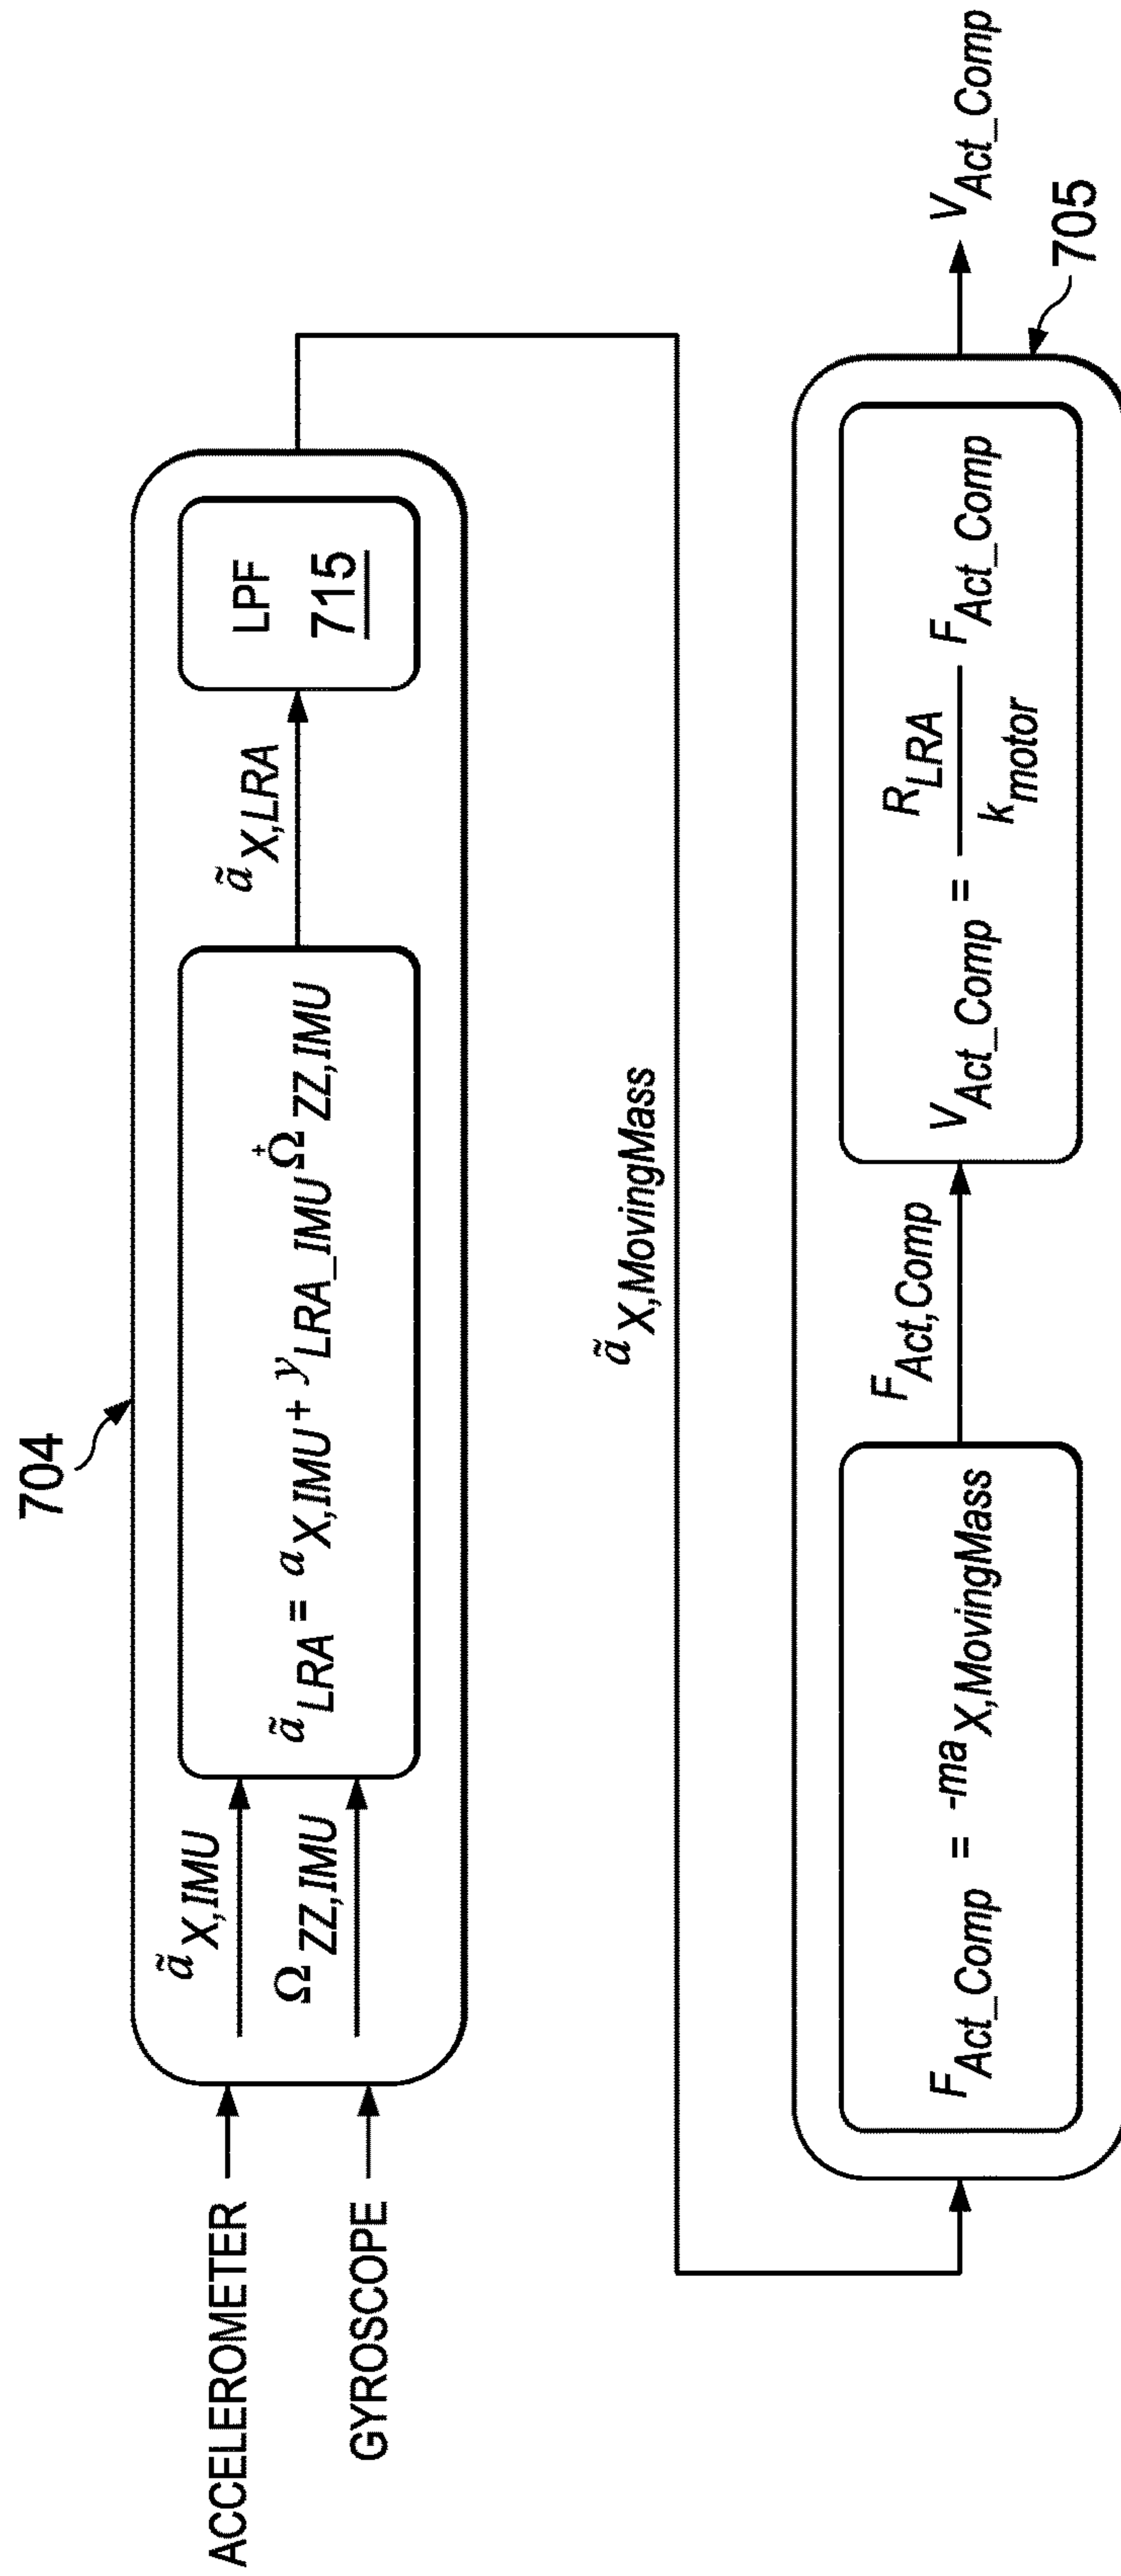 704
ACCELEROMETER
GYROSCOPE
ã X,IMU
Ω ZZ,IMU
ã LRA = a X,IMU + y LRA_IMU Ω̇ ZZ,IMU
ã X,LRA
LPF
715
ã X,MovingMass
F Act_Comp = -ma X,MovingMass
F Act,Comp
V Act_Comp = R LRA / k motor F Act_Comp
V Act_Comp
705